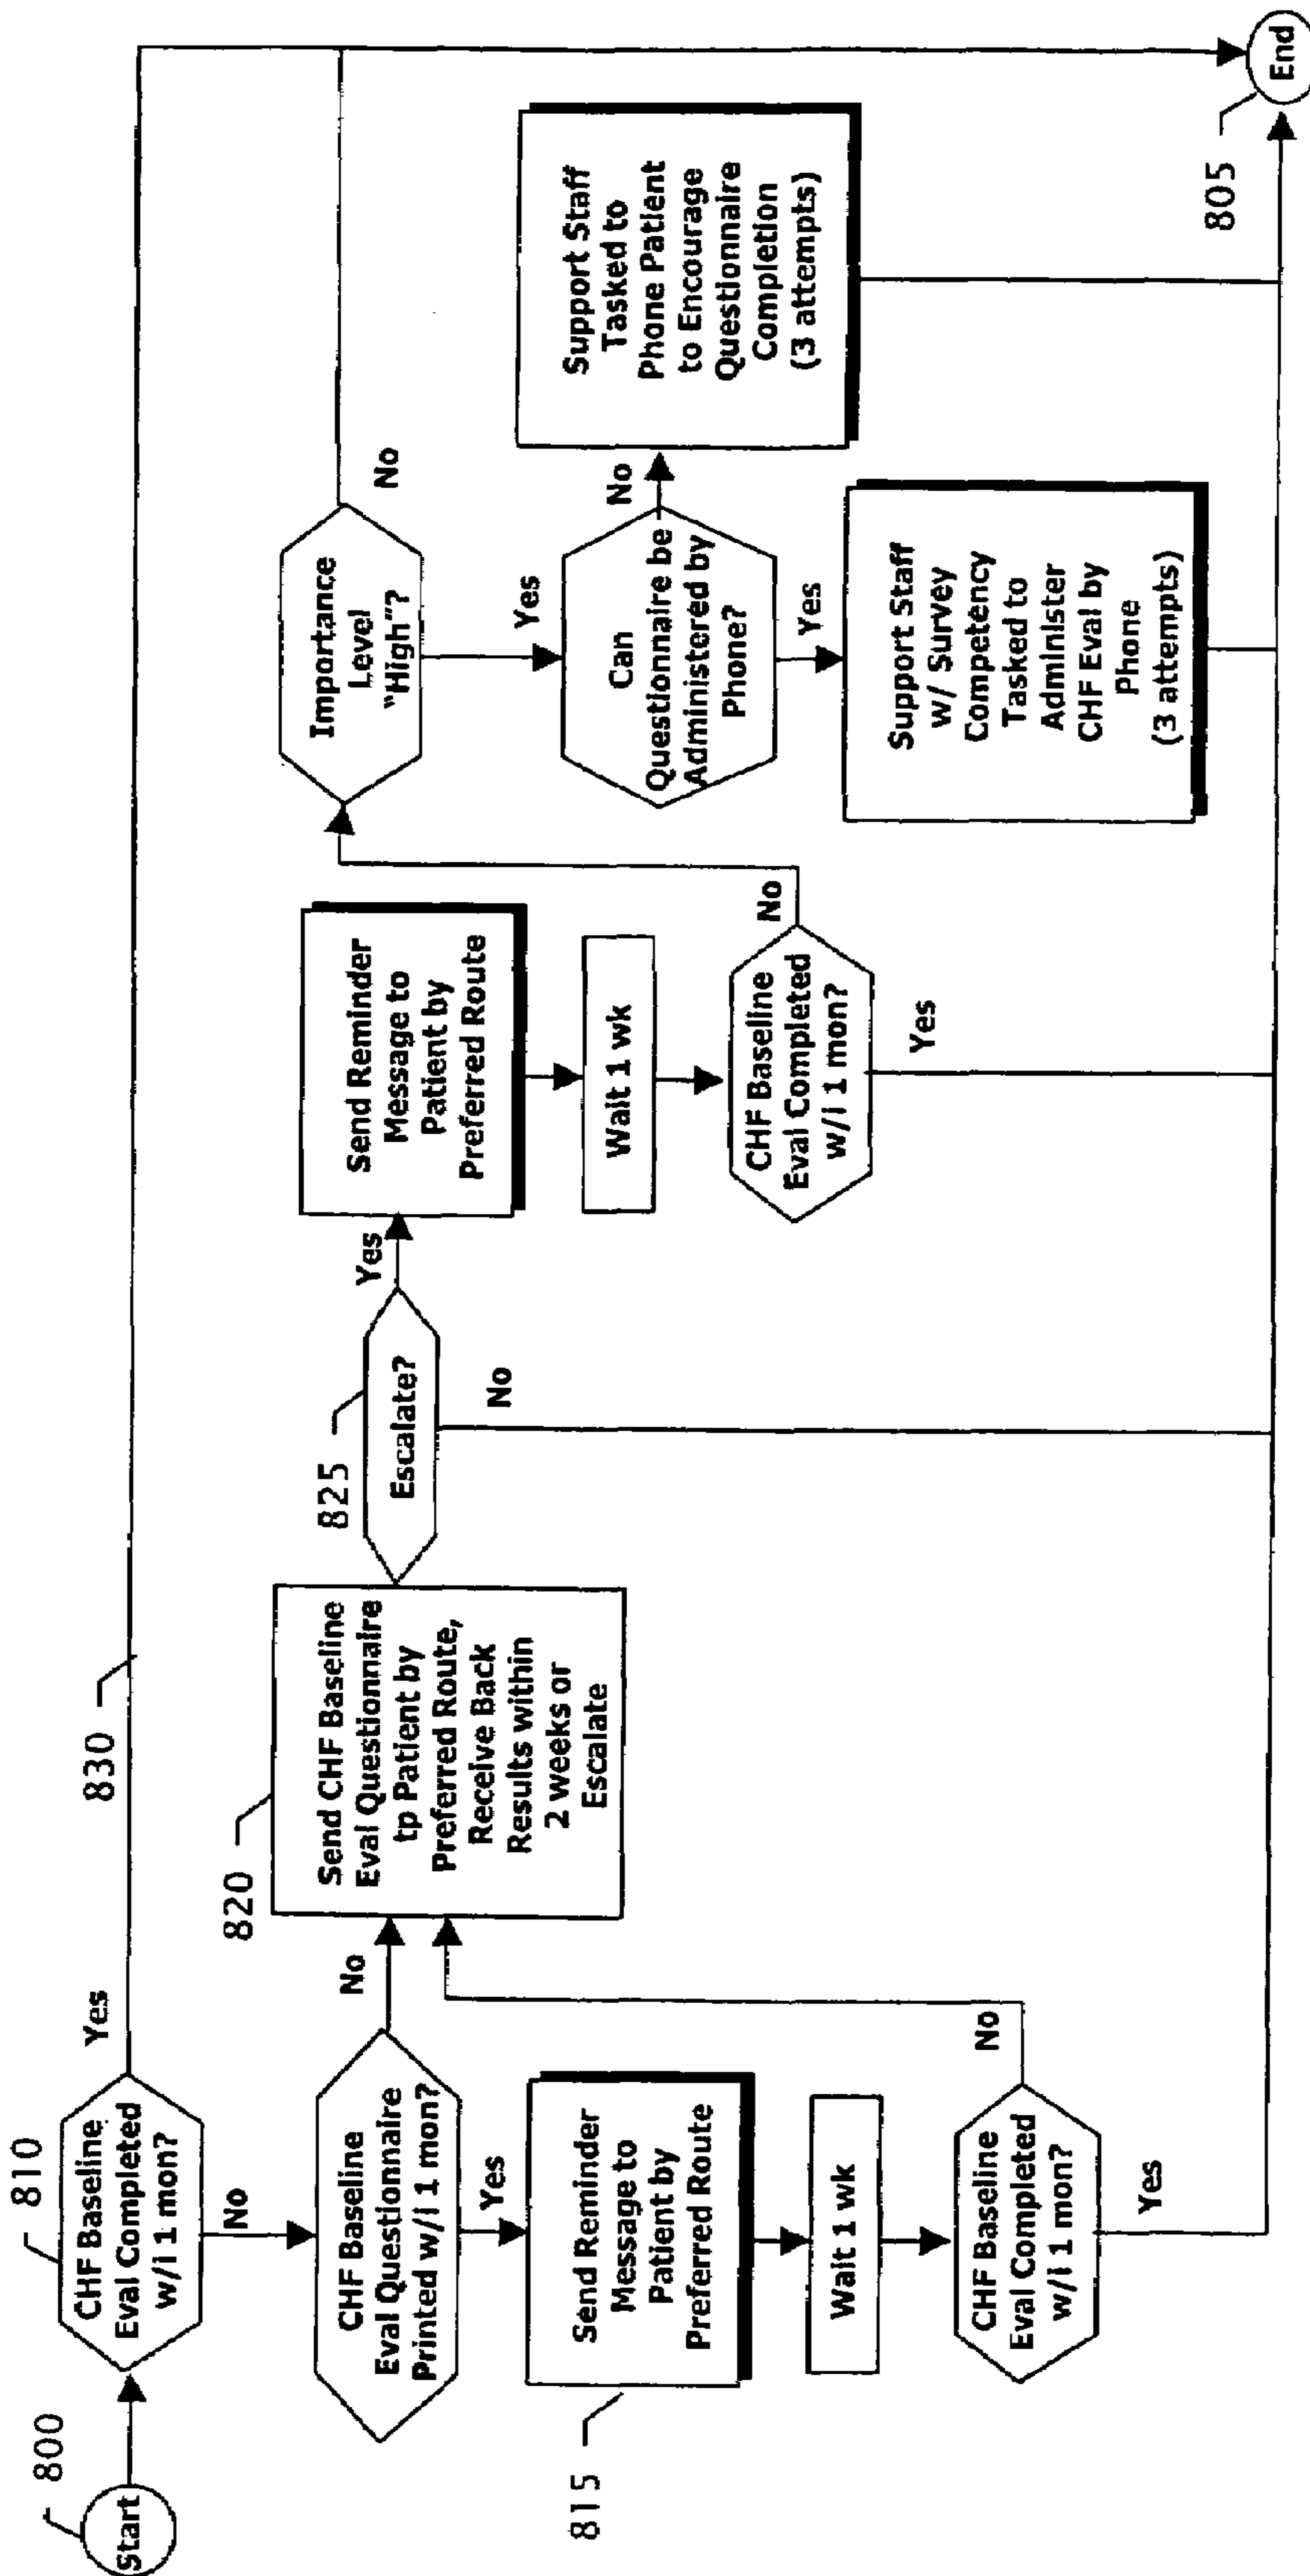 800
Start
810
CHF Baseline
Eval Completed
w/i 1 mon?
Yes
830
No
CHF Baseline
Eval Questionnaire
Printed w/i 1 mon?
No
Yes
815
Send Reminder
Message to
Patient by
Preferred Route
Wait 1 wk
CHF Baseline
Eval Completed
w/i 1 mon?
No
Yes
820
Send CHF Baseline
Eval Questionnaire
tp Patient by
Preferred Route,
Receive Back
Results within
2 weeks or
Escalate
825
Escalate?
Yes
No
Send Reminder
Message to
Patient by
Preferred Route
Wait 1 wk
CHF Baseline
Eval Completed
w/i 1 mon?
No
Yes
Importance
Level
"High"?
No
Yes
Can
Questionnaire be
Administered by
Phone?
No
Yes
Support Staff
Tasked to
Phone Patient
to Encourage
Questionnaire
Completion
(3 attempts)
Support Staff
w/ Survey
Competency
Tasked to
Administer
CHF Eval by
Phone
(3 attempts)
805
End